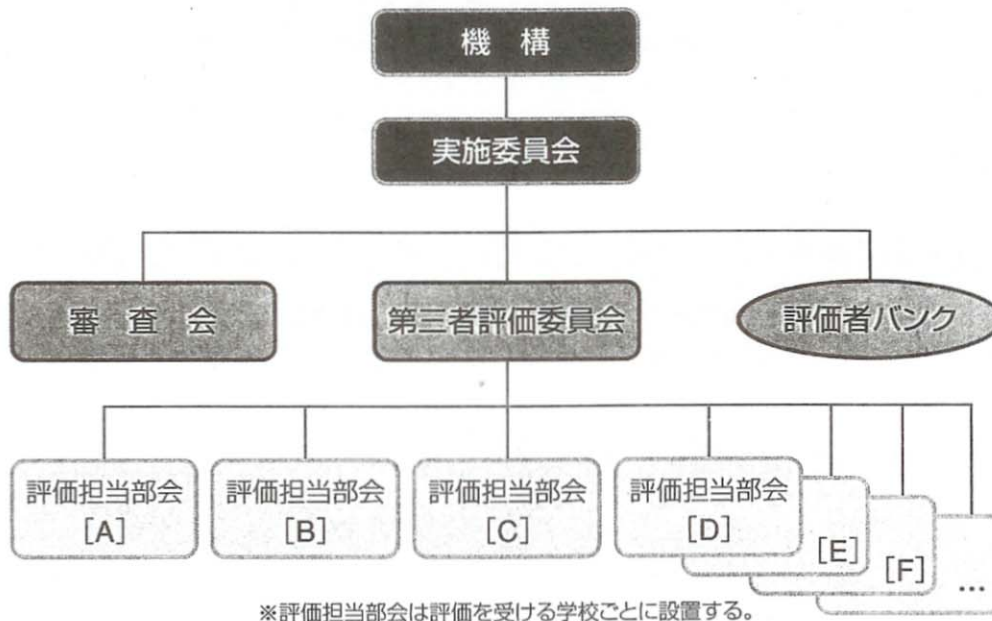 機 構
実施委員会
審 査 会
第三者評価委員会
評価者バンク
評価担当部会
[A]
評価担当部会
[B]
評価担当部会
[C]
評価担当部会
[D]
[E]
[F]
...
※評価担当部会は評価を受ける学校ごとに設置する。